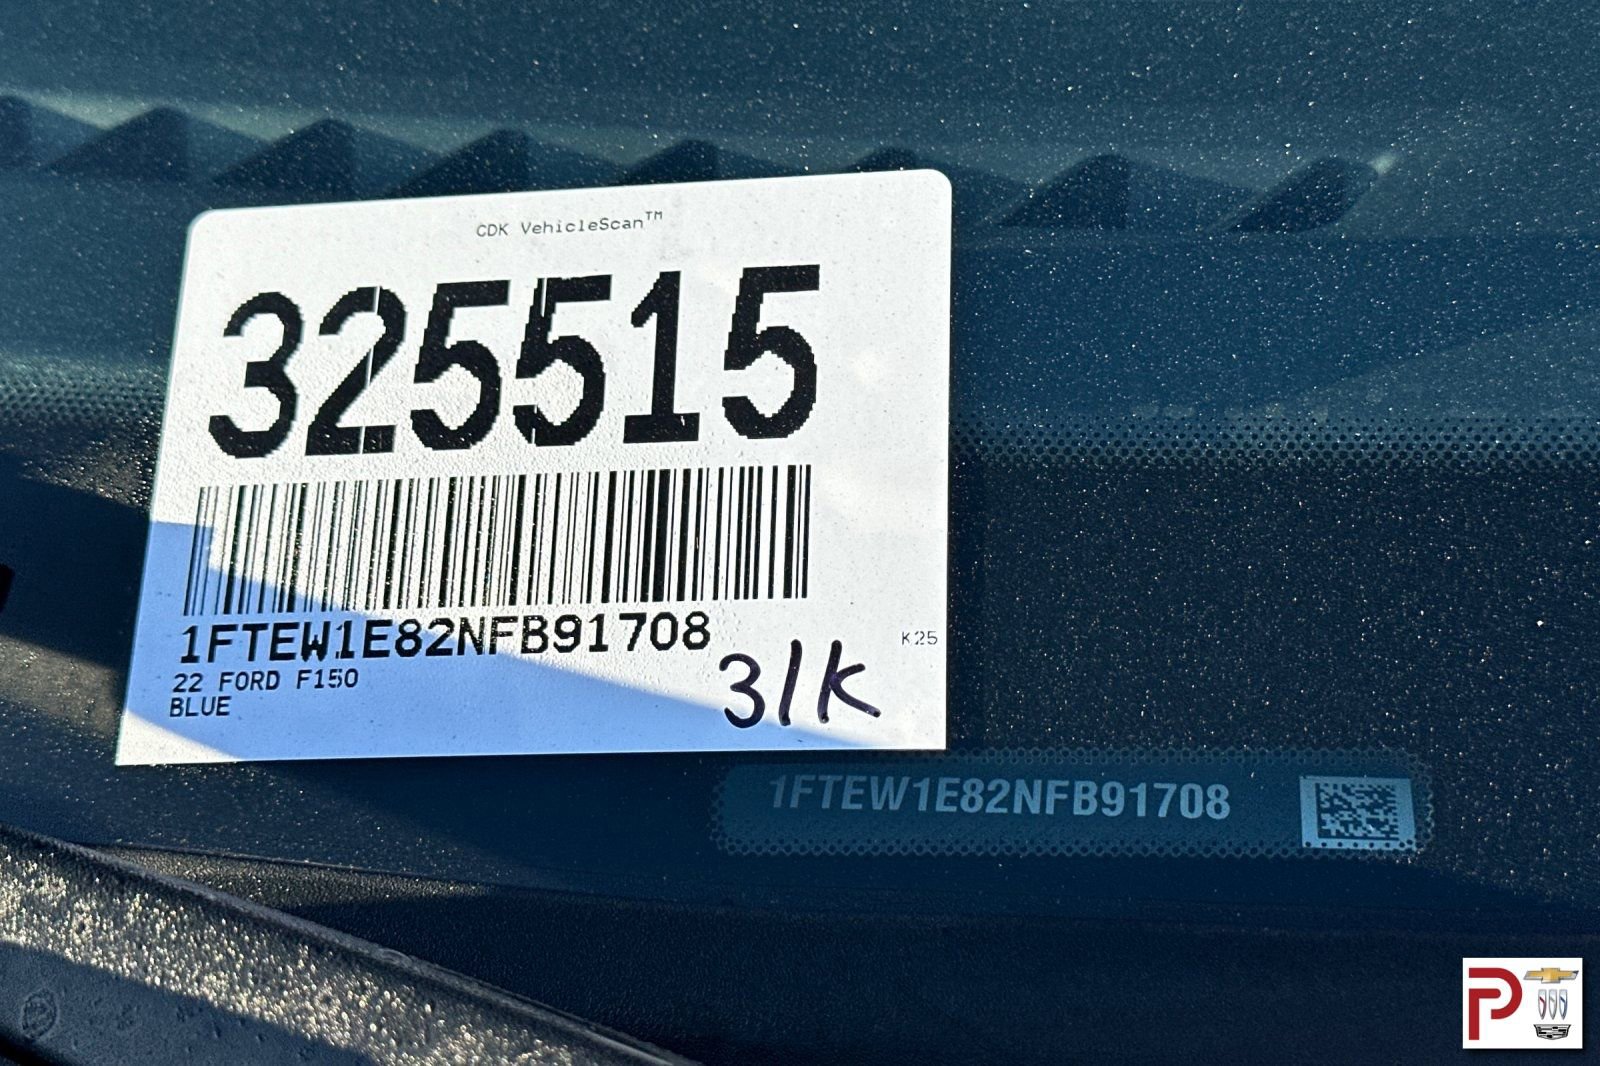 CDK VehicleScan™
325515
1FTEW1E82NFB91708
K25
22 FORD F150
BLUE
31K
1FTEW1E82NFB91708
P